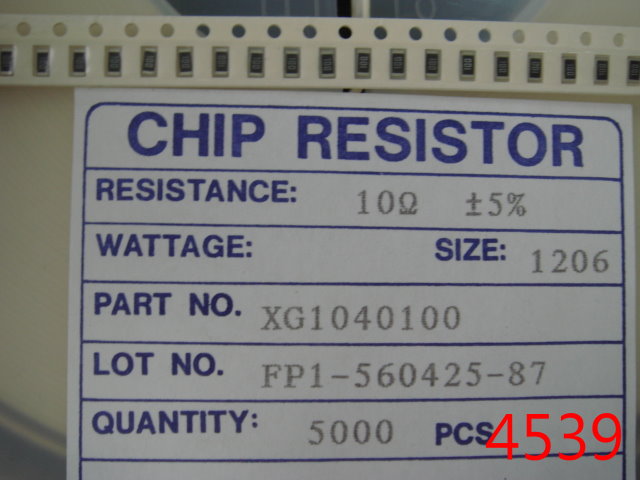 CHIP RESISTOR
RESISTANCE: 10Ω ±5%
WATTAGE: SIZE: 1206
PART NO. XG1040100
LOT NO. FP1-560425-87
QUANTITY: 5000 PCS
4539